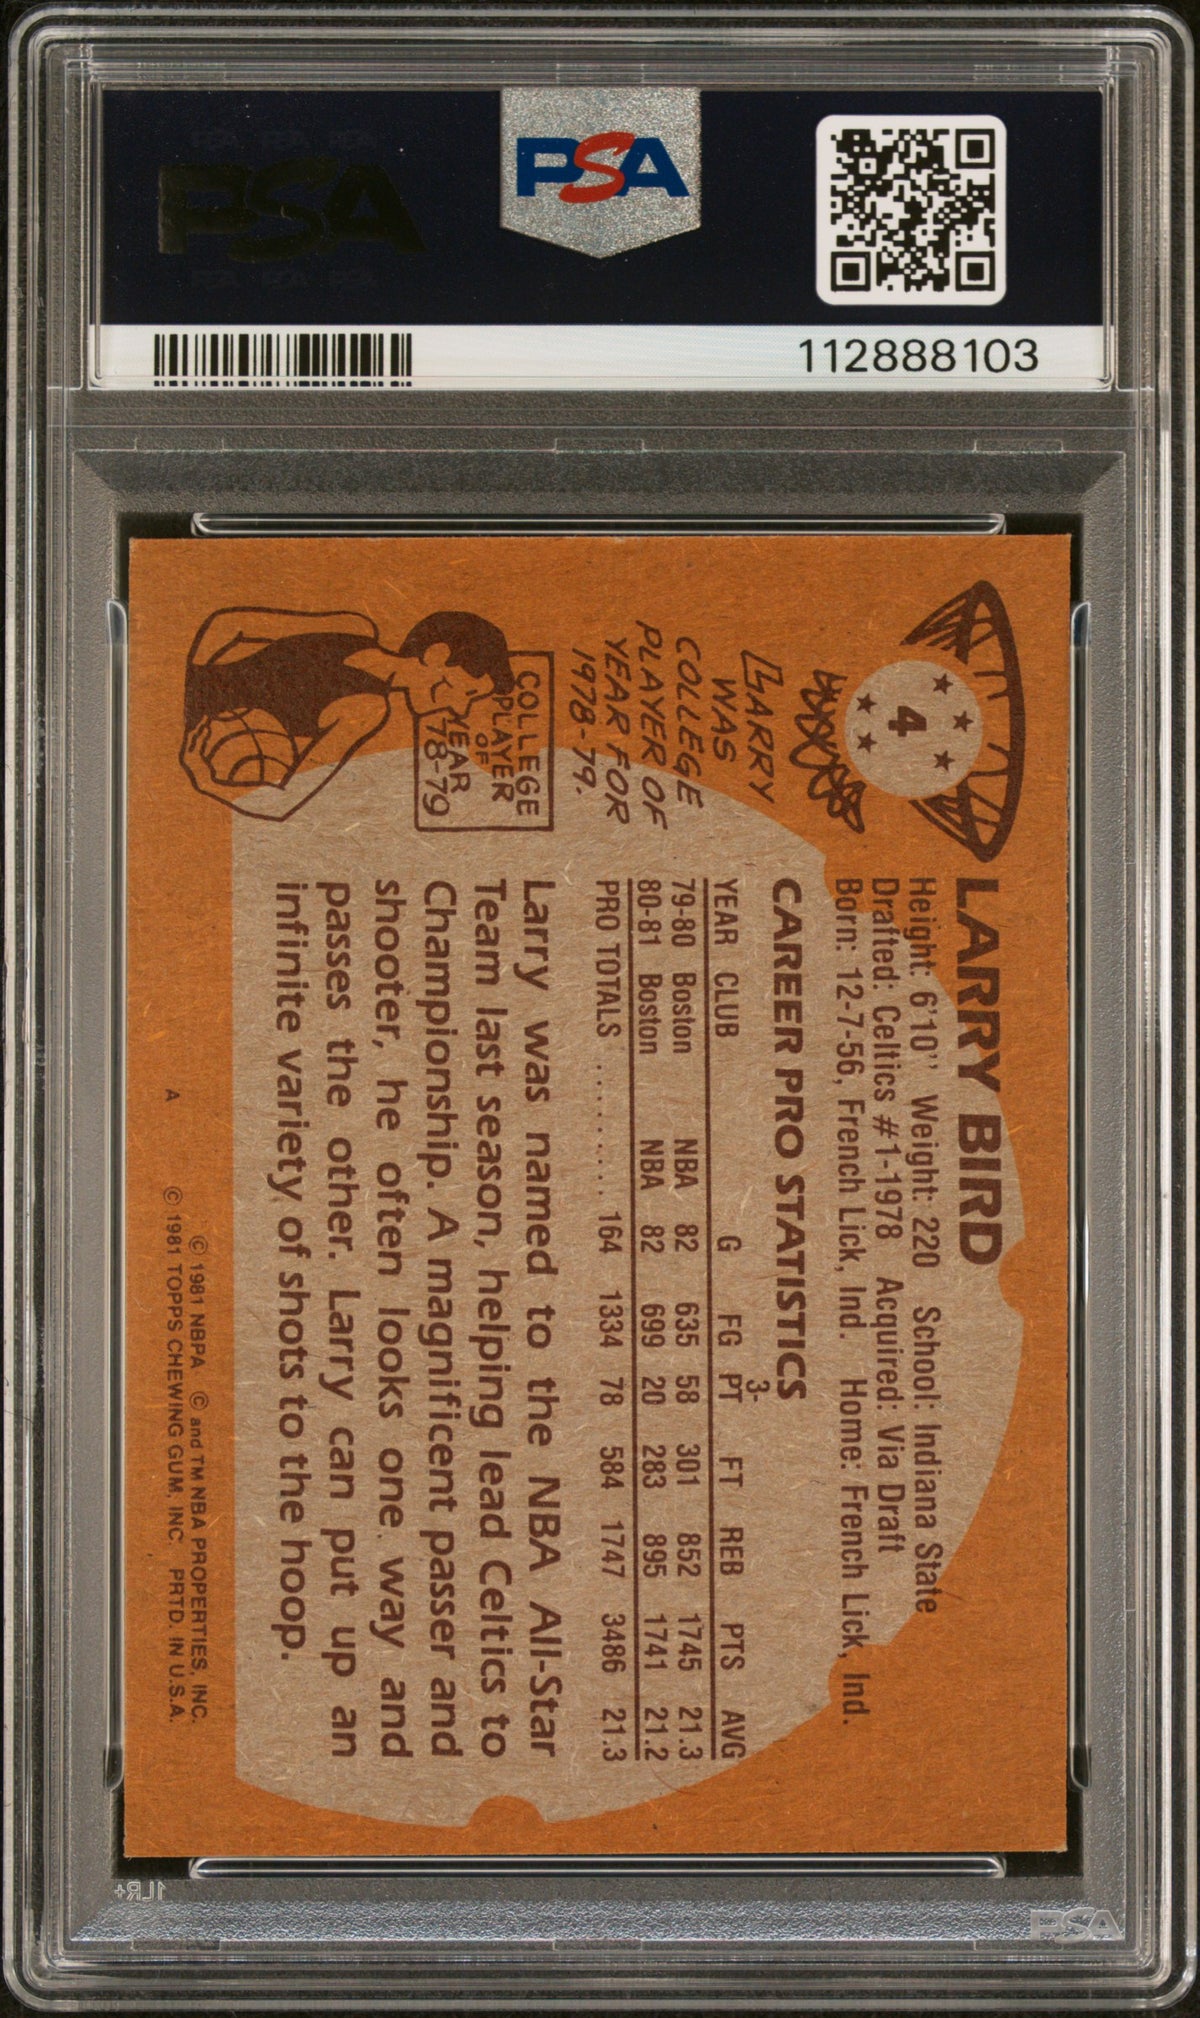 PSA PSA PSA
PSA
PSA PSA PSA
PSA
112888103
4
LARRY BIRD
Height: 6'10" Weight: 220 School: Indiana State
Drafted: Celtics #1-1978 Acquired: Via Draft
Born: 12-7-56, French Lick, Ind. Home: French Lick, Ind.
CAREER PRO STATISTICS
YEAR CLUB G FG 3-PT FT REB PTS AVG
79-80 Boston NBA 82 635 58 301 852 1745 21.3
80-81 Boston NBA 82 699 20 283 895 1741 21.2
PRO TOTALS .......... 164 1334 78 584 1747 3486 21.3
Larry was named to the NBA All-Star
Team last season, helping lead Celtics to
Championship. A magnificent passer and
shooter, he often looks one way and
passes the other. Larry can put up an
infinite variety of shots to the hoop.
LARRY
WAS
COLLEGE
PLAYER OF
YEAR FOR
1978-79.
COLLEGE
PLAYER
OF
YEAR
78-79
© 1981 NBPA © and TM NBA PROPERTIES, INC.
A © 1981 TOPPS CHEWING GUM, INC. PRTD. IN U.S.A.
1LR+
PSA